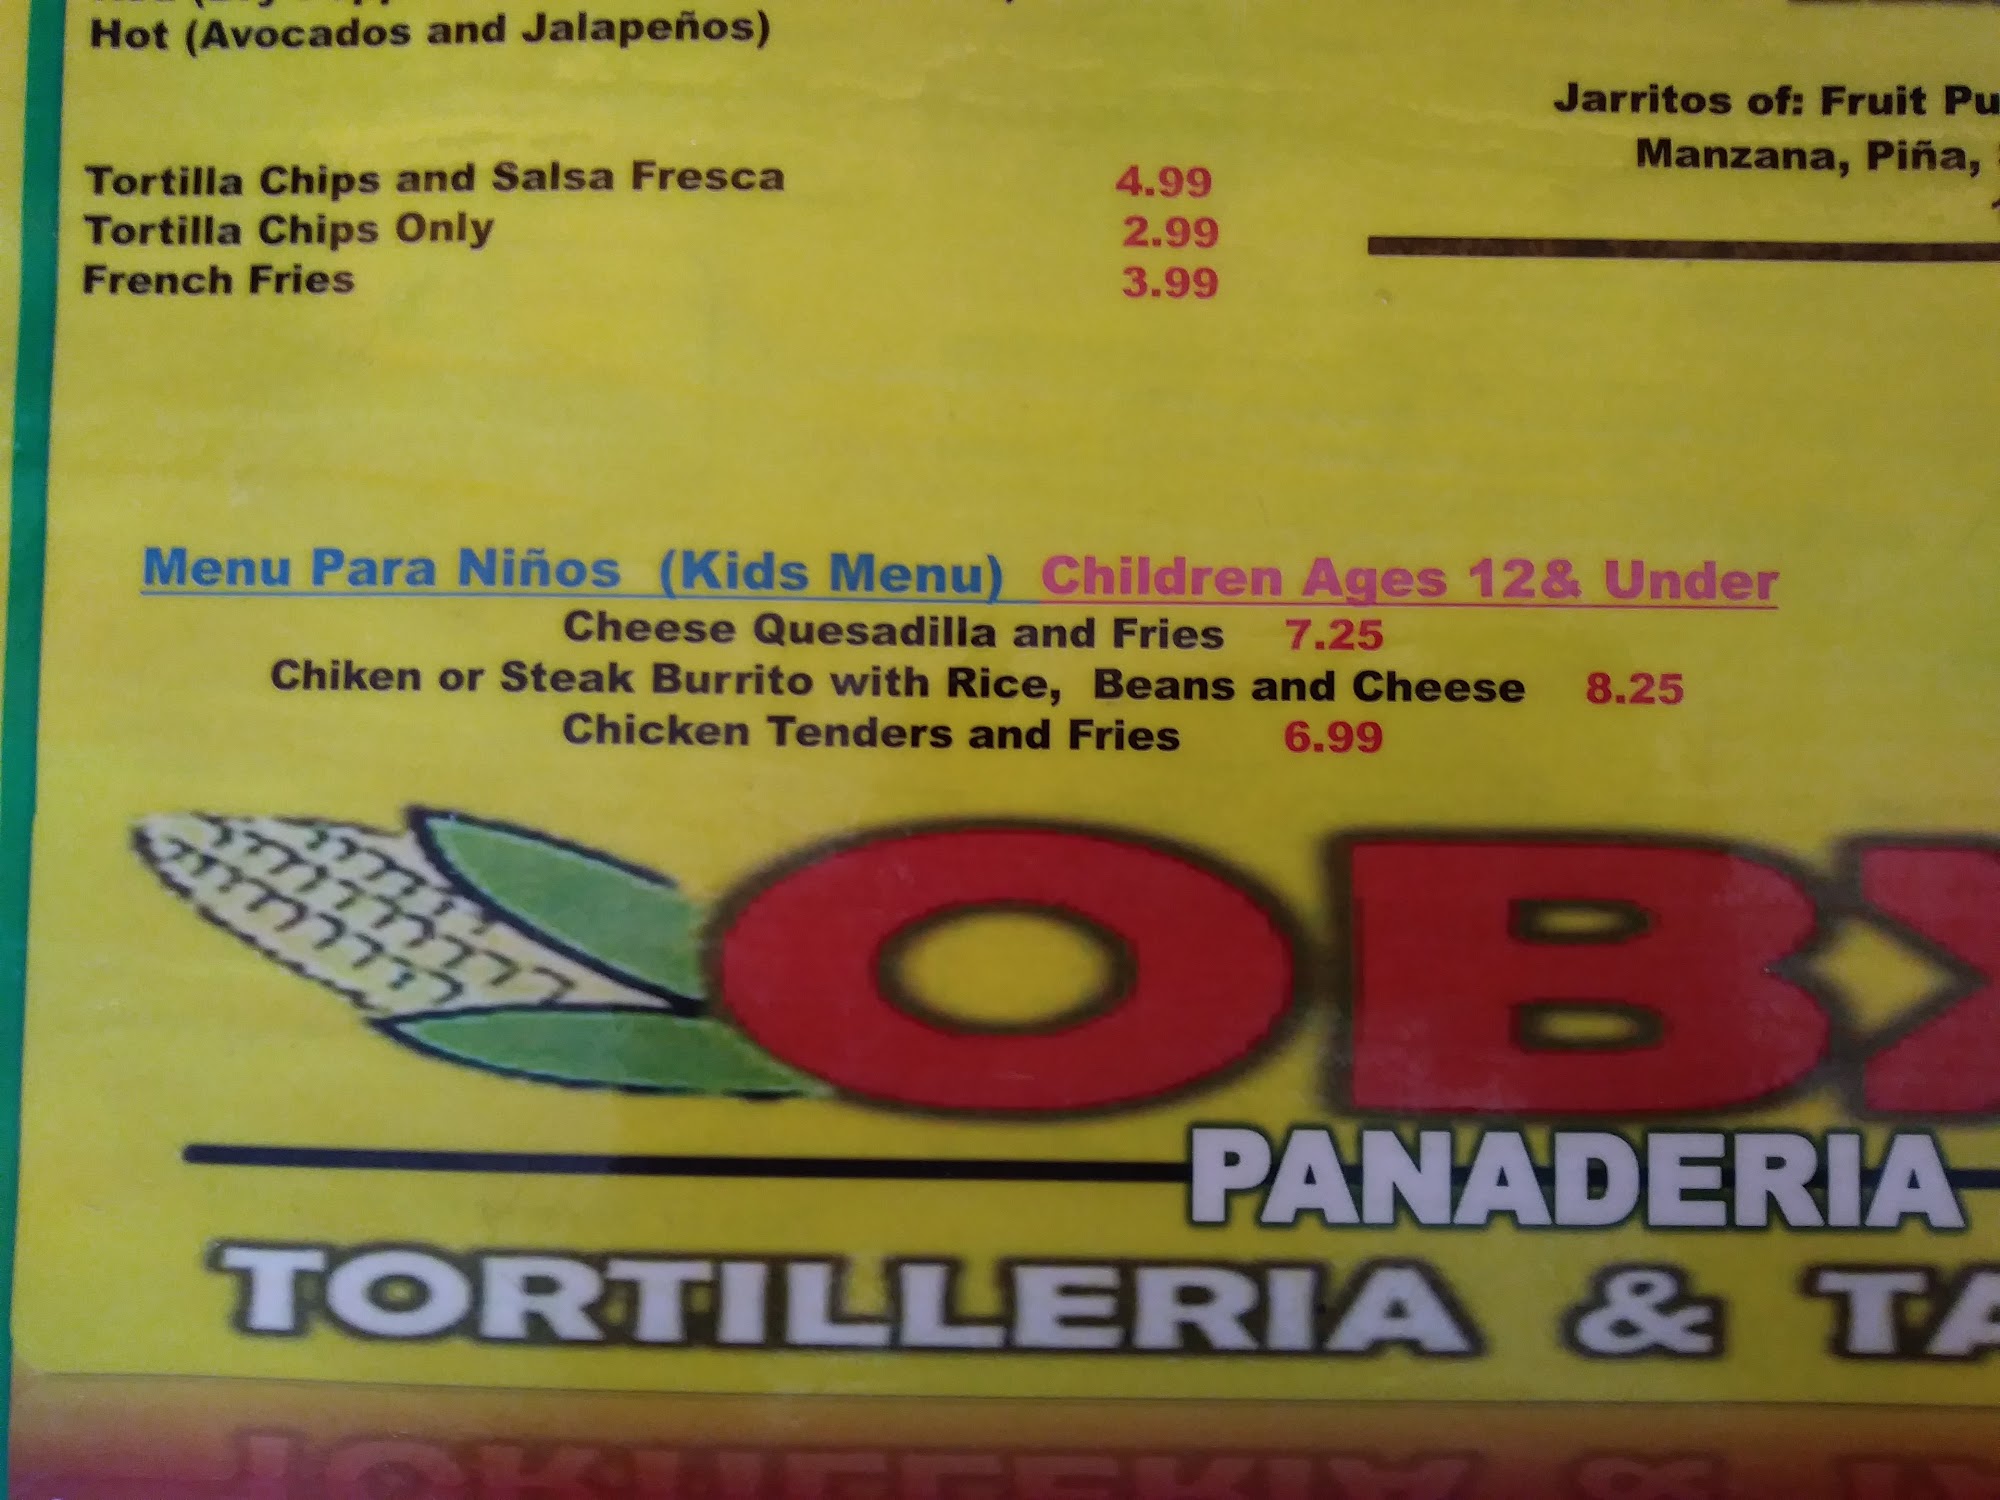 Hot (Avocados and Jalapeños)
Tortilla Chips and Salsa Fresca 4.99
Tortilla Chips Only 2.99
French Fries 3.99
Jarritos of: Fruit
Manzana, Piña,
Menu Para Niños (Kids Menu) Children Ages 12& Under
Cheese Quesadilla and Fries 7.25
Chiken or Steak Burrito with Rice, Beans and Cheese 8.25
Chicken Tenders and Fries 6.99
OBX
PANADERIA
TORTILLERIA &